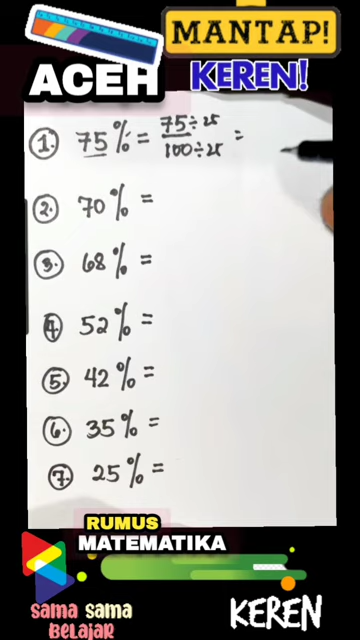 MANTAP!
ACEH KEREN!
1. 75% = 75 ÷ 25 =
100 ÷ 25
2. 70% =
3. 68% =
4. 52% =
5. 42% =
6. 35% =
7. 25% =
RUMUS
MATEMATIKA
sama sama
Belajar
KEREN